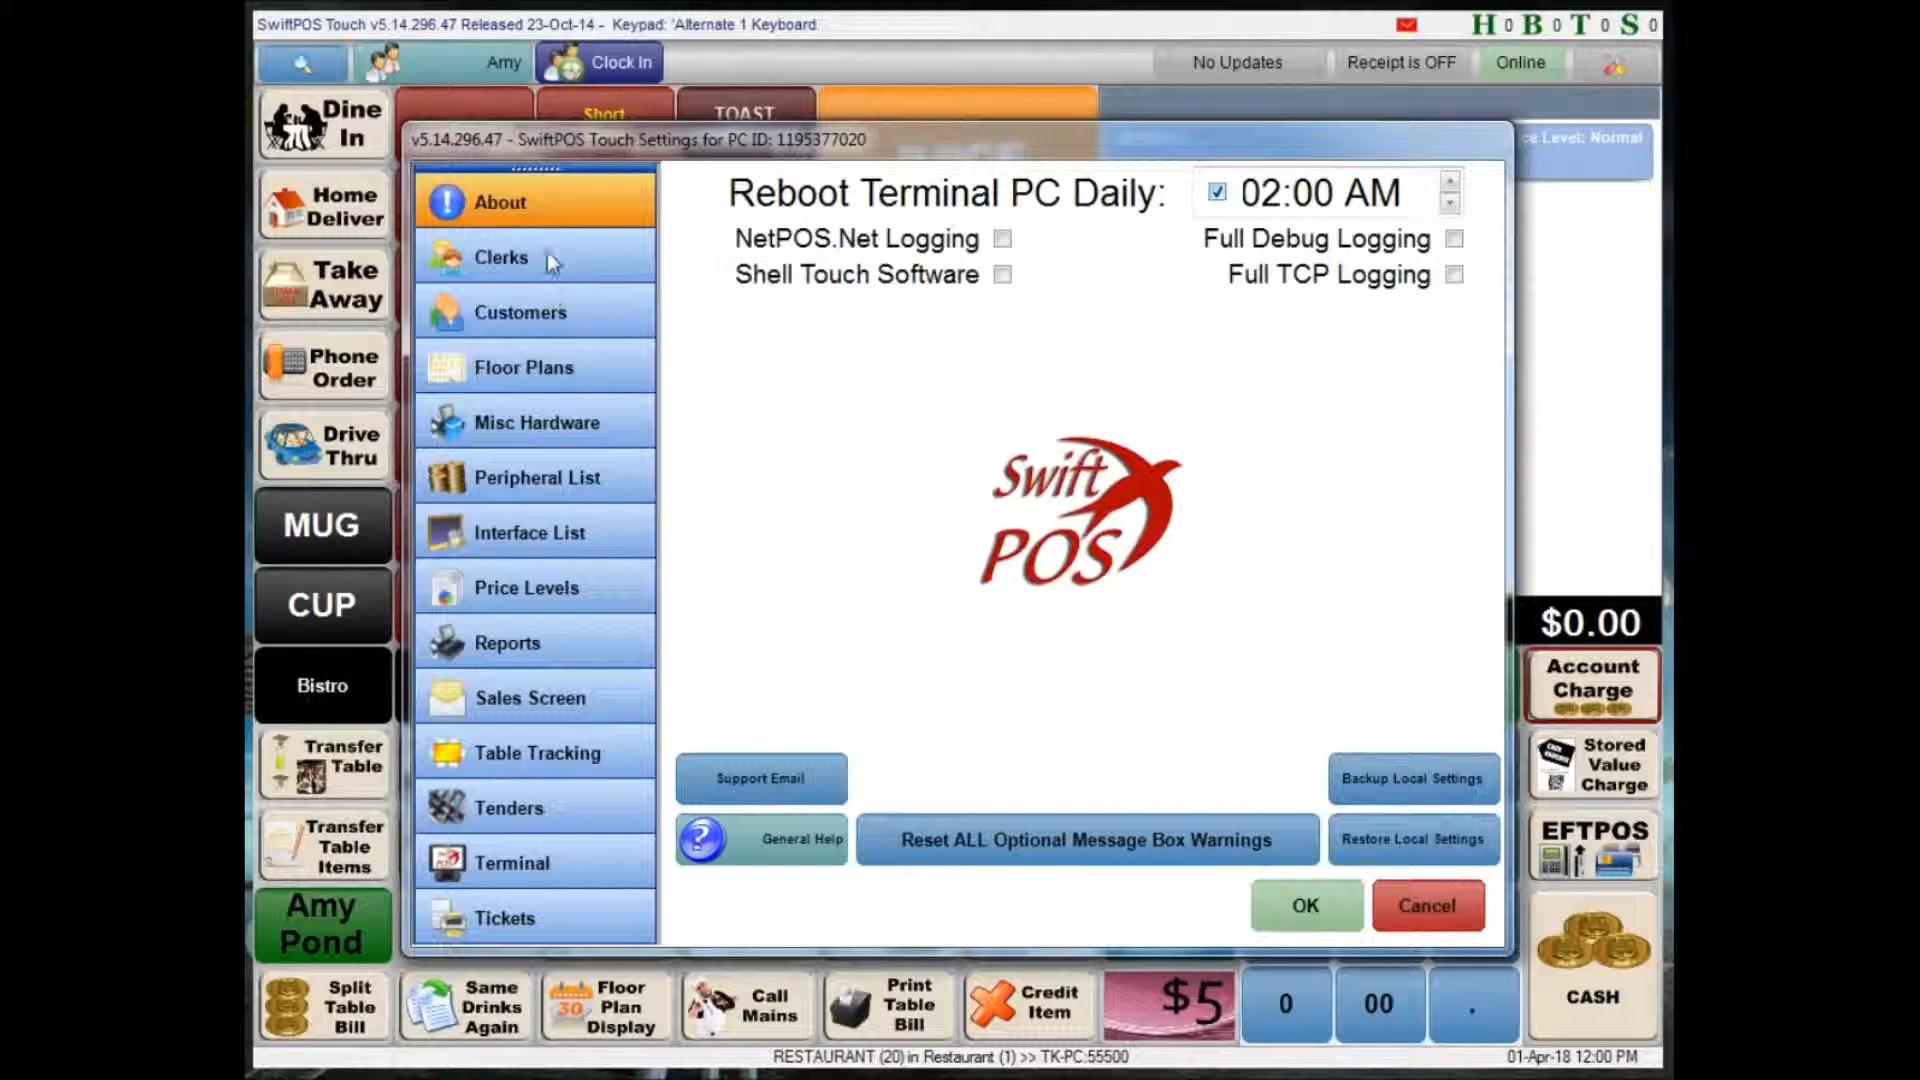 SwiftPOS Touch v5.14.296.47 Released 23-Oct-14 - Keypad: 'Alternate 1 Keyboard
H 0 B 0 T 0 S 0
Amy
Clock In
No Updates
Receipt is OFF
Online
Dine In
Short
TOAST
v5.14.296.47 - SwiftPOS Touch Settings for PC ID: 1195377020
ce Level: Normal
About
Clerks
Customers
Floor Plans
Misc Hardware
Peripheral List
Interface List
Price Levels
Reports
Sales Screen
Table Tracking
Tenders
Terminal
Tickets
Reboot Terminal PC Daily:
02:00 AM
NetPOS.Net Logging
Full Debug Logging
Shell Touch Software
Full TCP Logging
Swift
POS
Support Email
Backup Local Settings
General Help
Reset ALL Optional Message Box Warnings
Restore Local Settings
OK
Cancel
Home
Deliver
Take
Away
Phone
Order
Drive
Thru
MUG
CUP
Bistro
Transfer
Table
Transfer
Table
Items
Amy
Pond
$0.00
Account
Charge
Stored
Value
Charge
EFTPOS
CASH
Split
Table
Bill
Same
Drinks
Again
30
Floor
Plan
Display
Call
Mains
Print
Table
Bill
Credit
Item
$5
0
00
.
RESTAURANT (20) in Restaurant (1) >> TK-PC:55500
01-Apr-18 12:00 PM